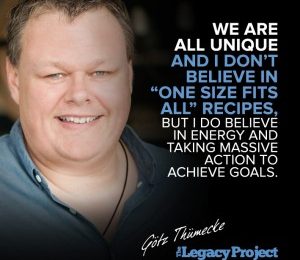 WE ARE
ALL UNIQUE
AND I DON'T
BELIEVE IN
"ONE SIZE FITS
ALL" RECIPES,
BUT I DO BELIEVE
IN ENERGY AND
TAKING MASSIVE
ACTION TO
ACHIEVE GOALS.
Götz Thümecke
The Legacy Project